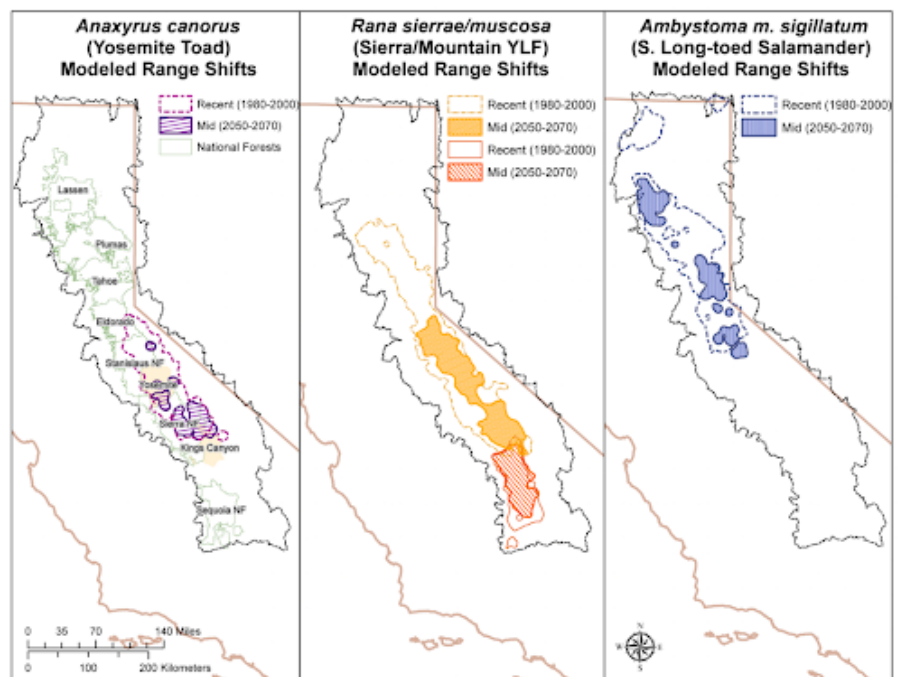 Anaxyrus canorus
(Yosemite Toad)
Modeled Range Shifts
Recent (1980-2000)
Mid (2050-2070)
National Forests
Lassen
Plumas
Tahoe
Eldorado
Stanislaus NF
Yosemite
Sierra NF
Kings Canyon
Sequoia NF
0 35 70 140 Miles
0 100 200 Kilometers
Rana sierrae/muscosa
(Sierra/Mountain YLF)
Modeled Range Shifts
Recent (1980-2000)
Mid (2050-2070)
Recent (1980-2000)
Mid (2050-2070)
Ambystoma m. sigillatum
(S. Long-toed Salamander)
Modeled Range Shifts
Recent (1980-2000)
Mid (2050-2070)
N
W E
S